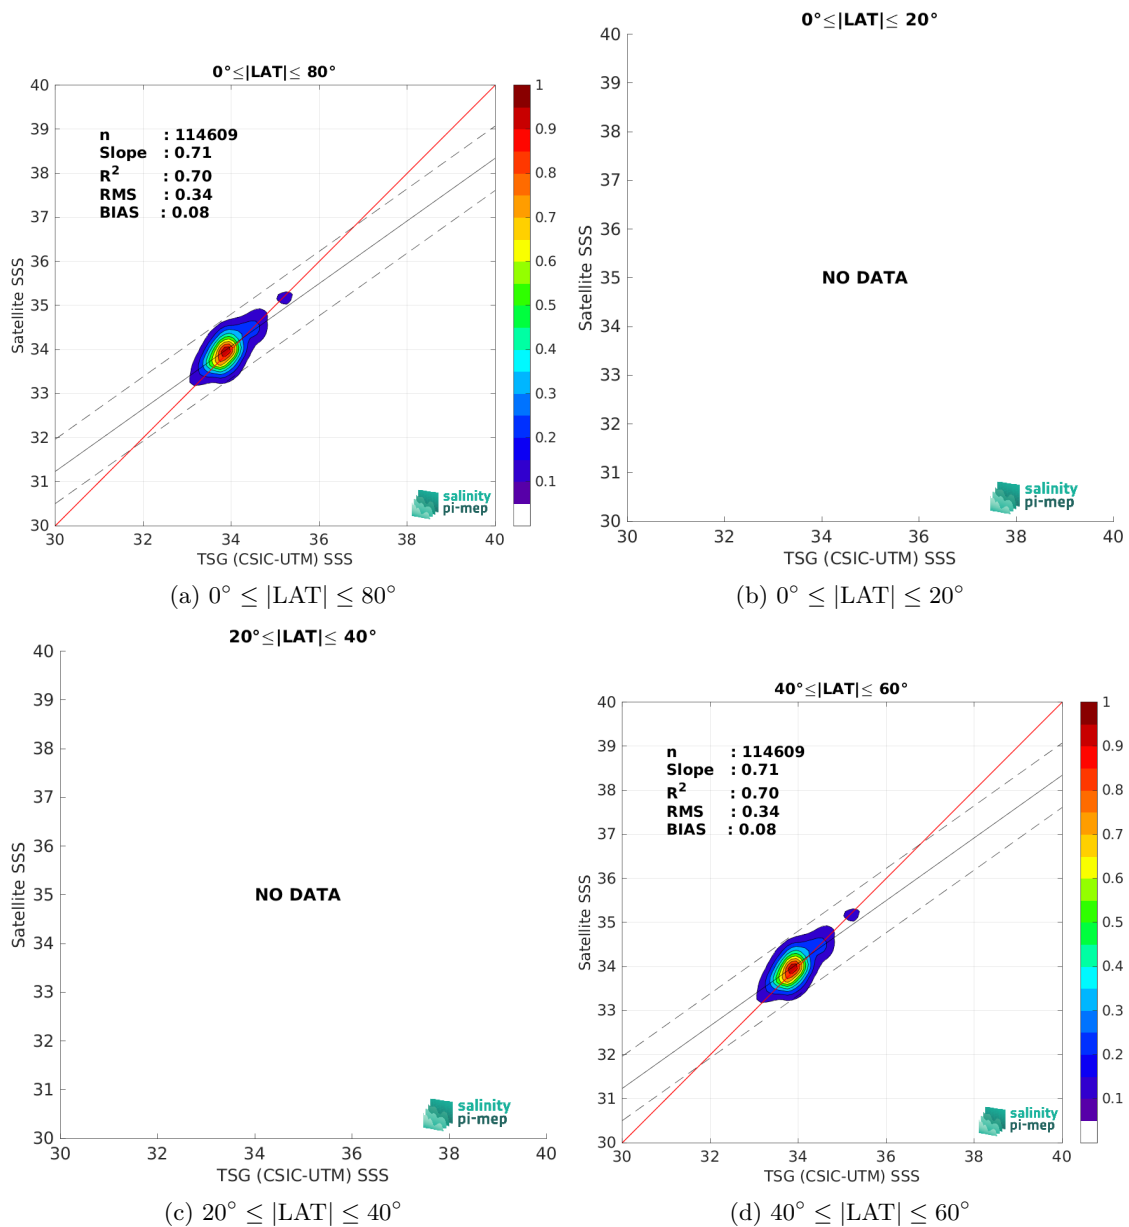 0°≤|LAT|≤ 80°
40
39
38
37
36
35
34
33
32
31
30
Satellite SSS
n : 114609
Slope : 0.71
R² : 0.70
RMS : 0.34
BIAS : 0.08
1
0.9
0.8
0.7
0.6
0.5
0.4
0.3
0.2
0.1
salinity
pi-mep
30 32 34 36 38 40
TSG (CSIC-UTM) SSS
(a) 0° ≤ |LAT| ≤ 80°
0°≤|LAT|≤ 20°
40
39
38
37
36
35
34
33
32
31
30
Satellite SSS
NO DATA
salinity
pi-mep
30 32 34 36 38 40
TSG (CSIC-UTM) SSS
(b) 0° ≤ |LAT| ≤ 20°
20°≤|LAT|≤ 40°
40
39
38
37
36
35
34
33
32
31
30
Satellite SSS
NO DATA
salinity
pi-mep
30 32 34 36 38 40
TSG (CSIC-UTM) SSS
(c) 20° ≤ |LAT| ≤ 40°
40°≤|LAT|≤ 60°
40
39
38
37
36
35
34
33
32
31
30
Satellite SSS
n : 114609
Slope : 0.71
R² : 0.70
RMS : 0.34
BIAS : 0.08
1
0.9
0.8
0.7
0.6
0.5
0.4
0.3
0.2
0.1
salinity
pi-mep
30 32 34 36 38 40
TSG (CSIC-UTM) SSS
(d) 40° ≤ |LAT| ≤ 60°